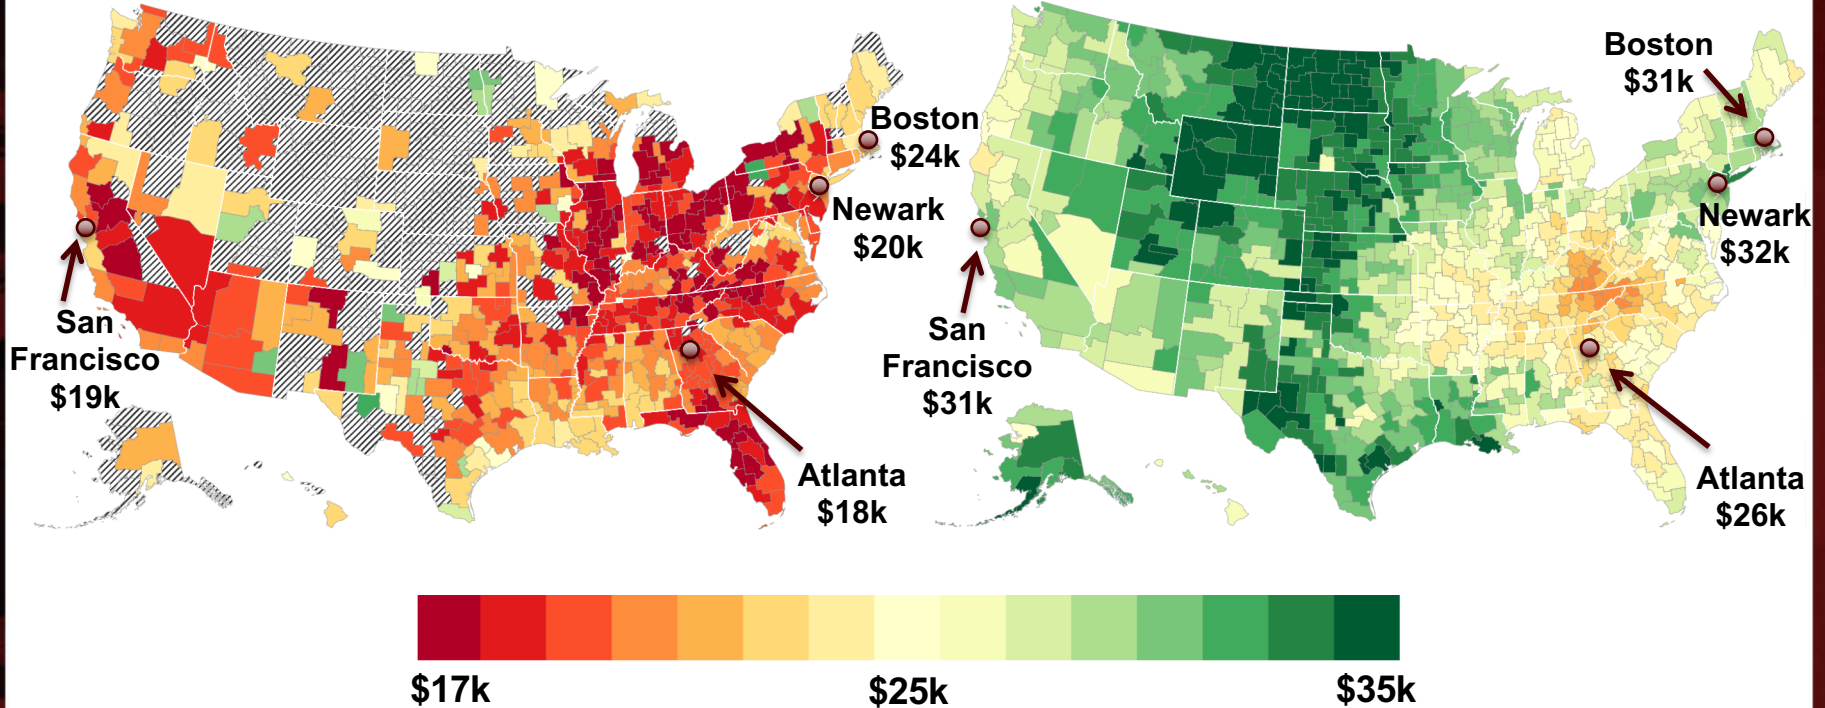 Boston
$24k
Newark
$20k
San
Francisco
$19k
Atlanta
$18k
Boston
$31k
Newark
$32k
San
Francisco
$31k
Atlanta
$26k
$17k
$25k
$35k